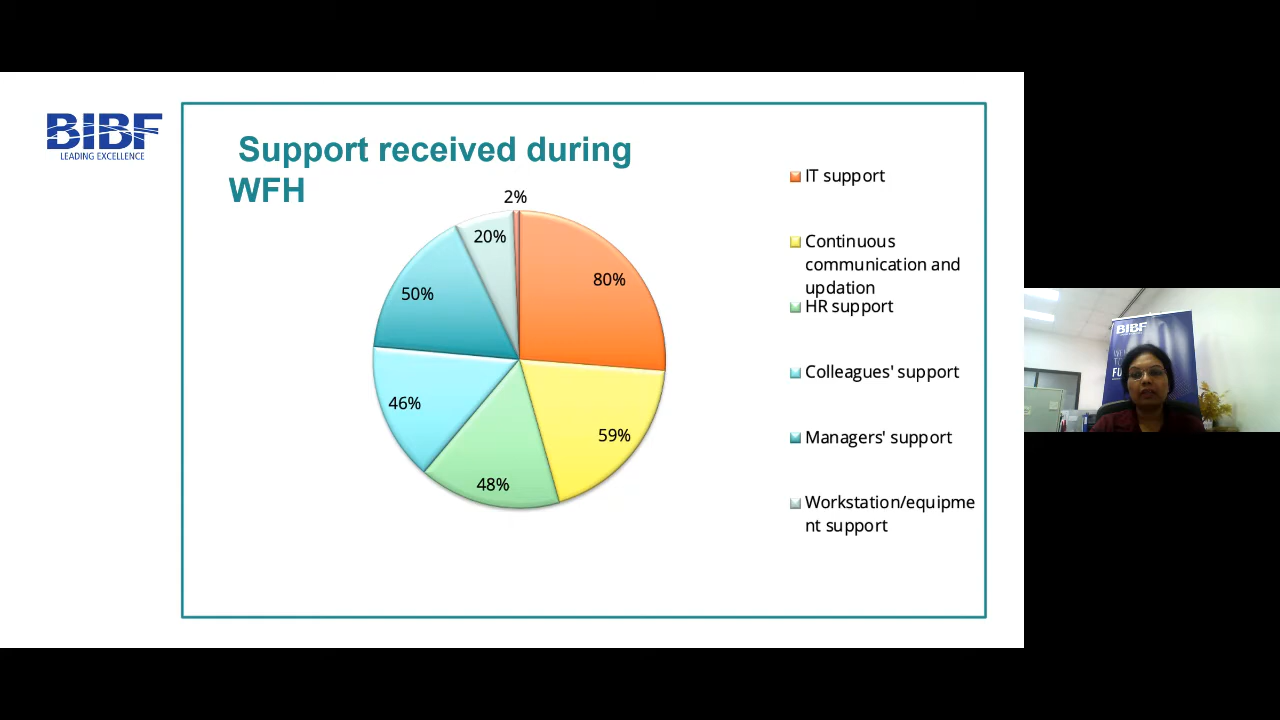 BIBF
LEADING EXCELLENCE
Support received during
WFH
2%
20%
80%
50%
46%
59%
48%
IT support
Continuous
communication and
updation
HR support
Colleagues' support
Managers' support
Workstation/equipme
nt support
BIBF